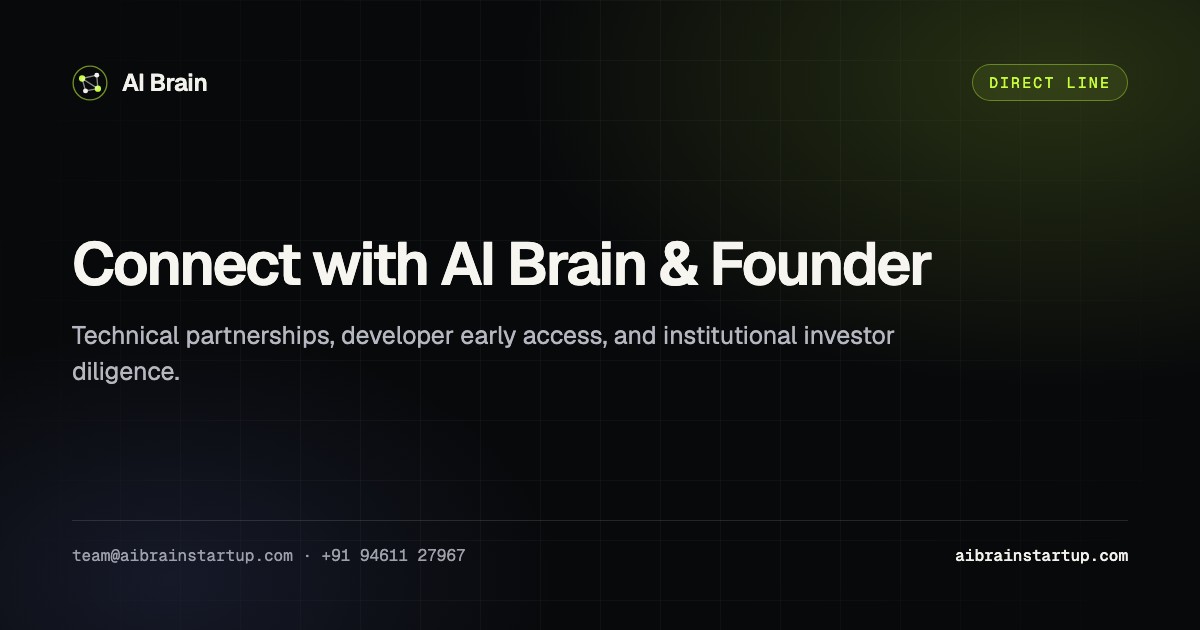 AI Brain
DIRECT LINE
Connect with AI Brain & Founder
Technical partnerships, developer early access, and institutional investor
diligence.
team@aibrainstartup.com · +91 94611 27967
aibrainstartup.com